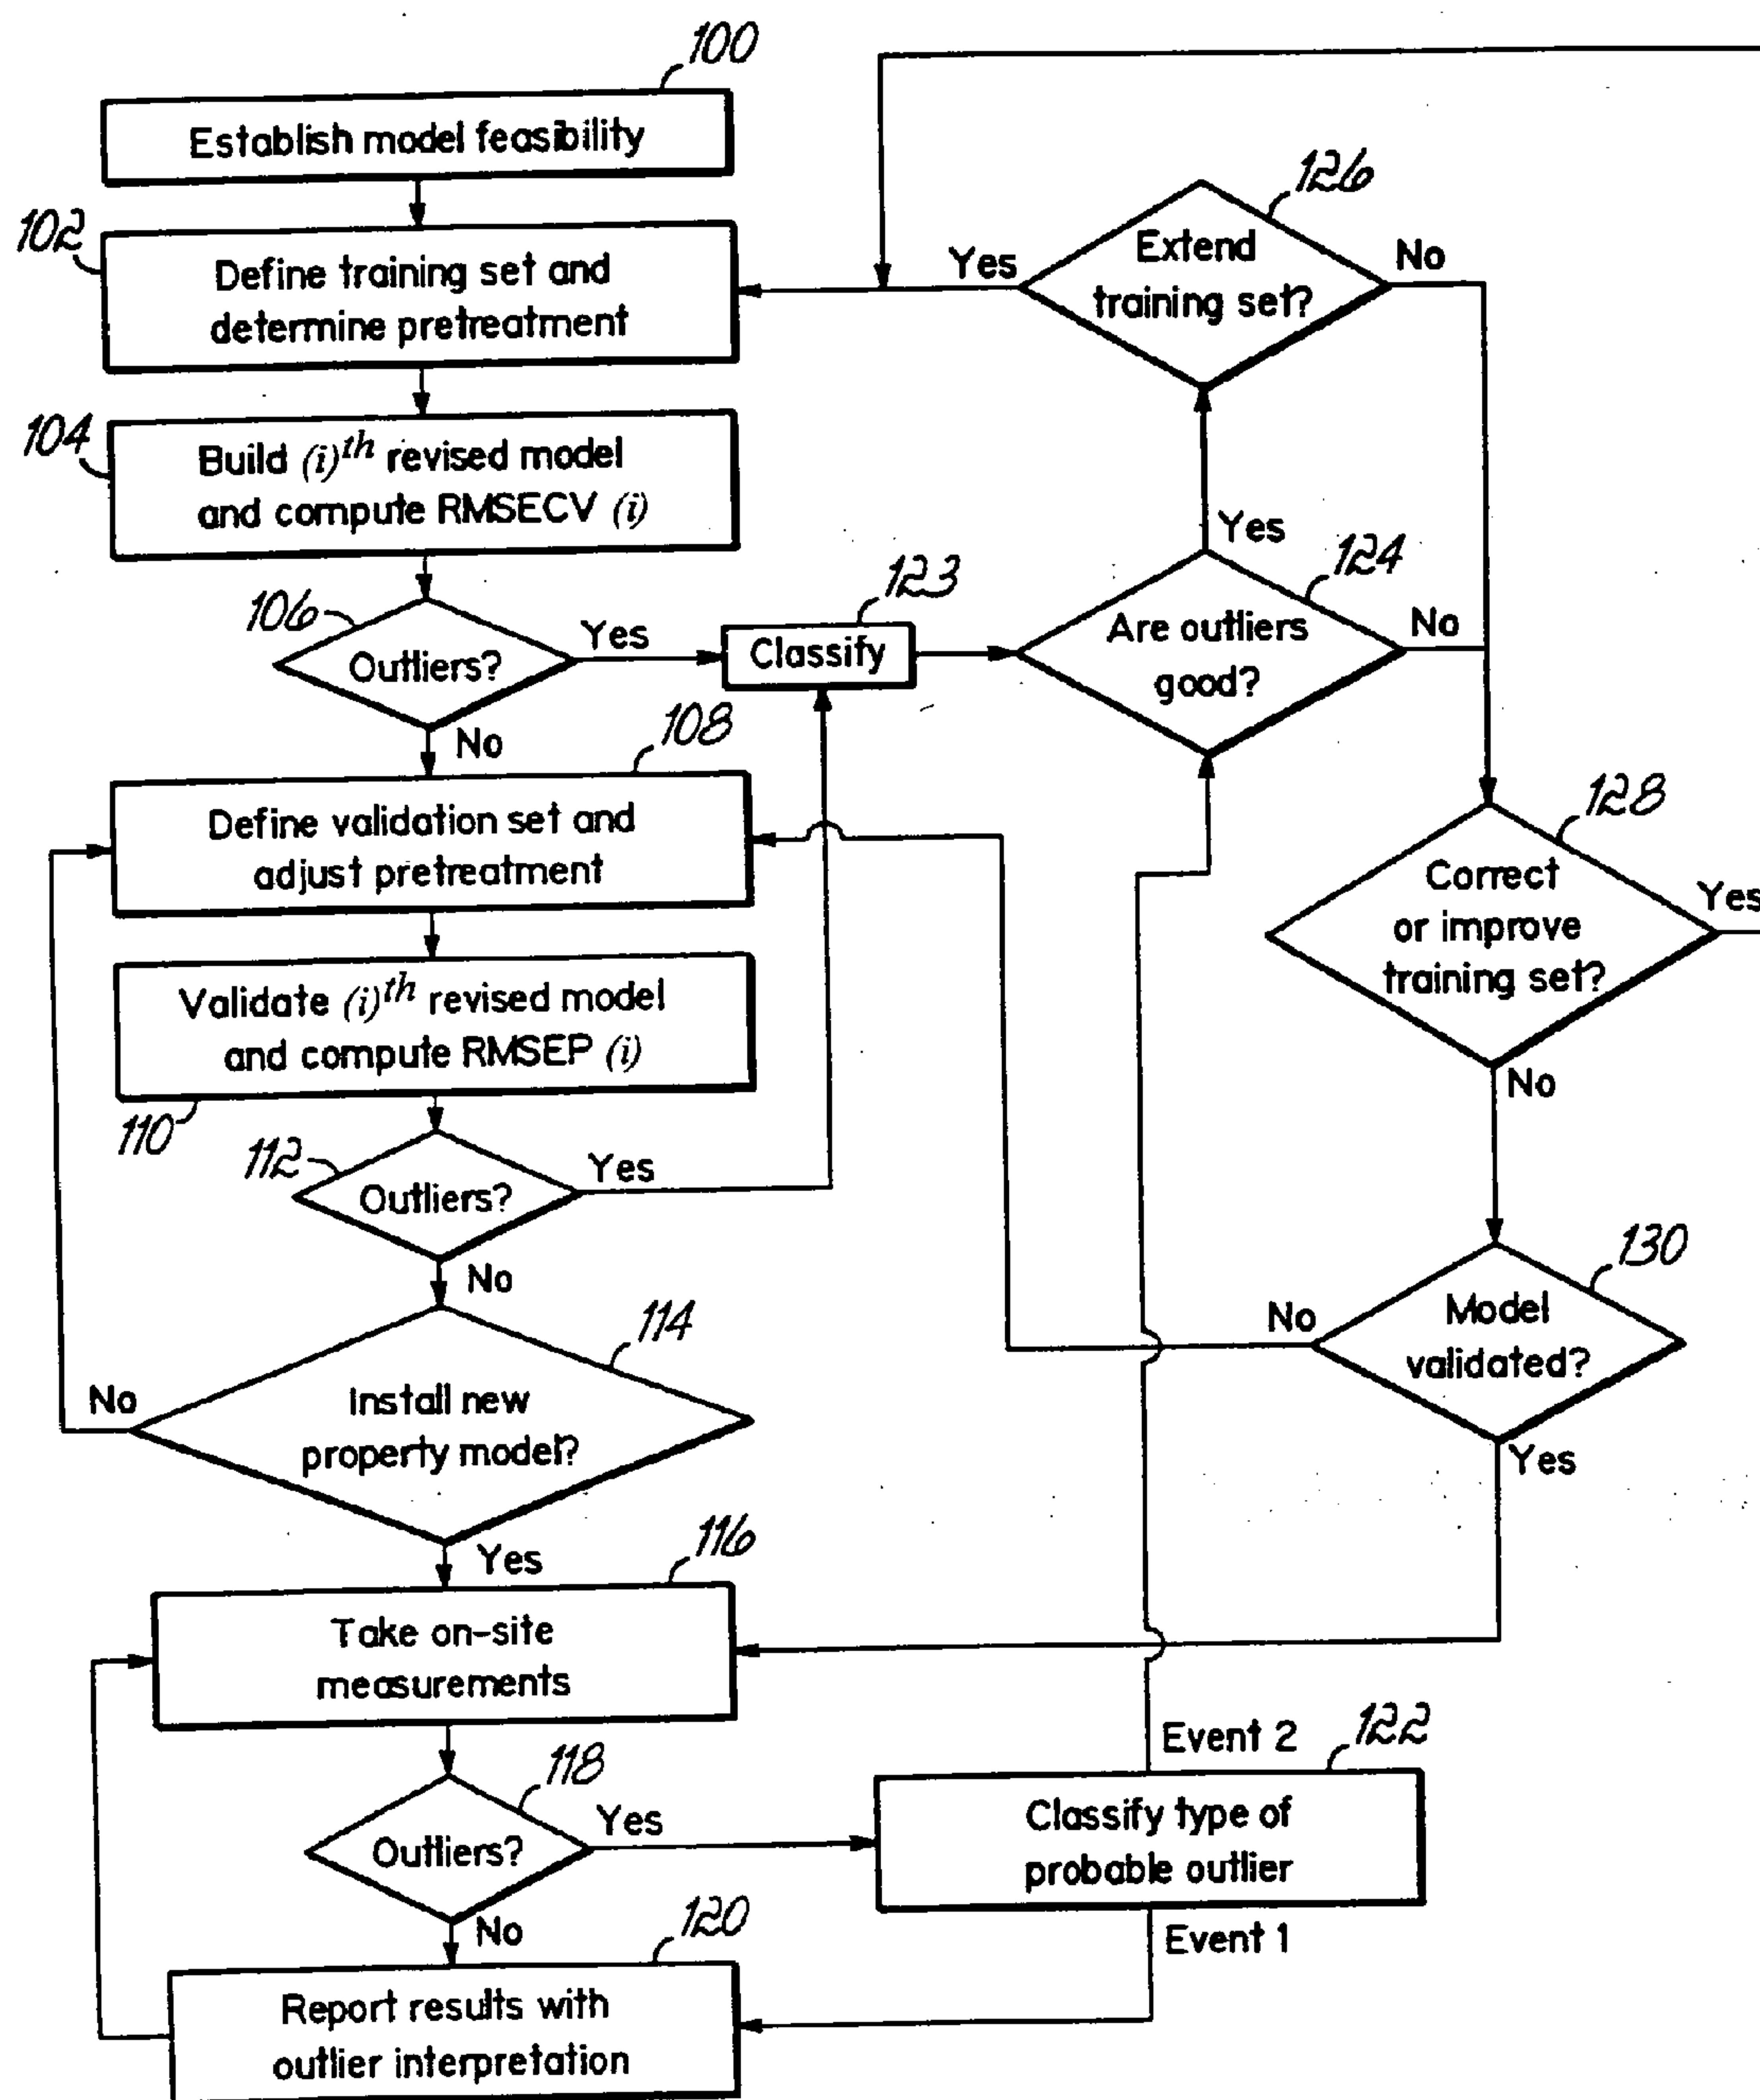 100
Establish model feasibility
102
Define training set and
determine pretreatment
126
Extend
training set?
Yes
No
104
Build (i)th revised model
and compute RMSECV (i)
Yes
106
Outliers?
Yes
No
123
Classify
124
Are outliers
good?
No
108
Define validation set and
adjust pretreatment
128
Correct
or improve
training set?
Yes
No
Validate (i)th revised model
and compute RMSEP (i)
110
112
Outliers?
Yes
No
130
Model
validated?
No
Yes
114
Install new
property model?
No
Yes
116
Take on-site
measurements
118
Outliers?
Yes
No
Event 2
122
Classify type of
probable outlier
Event 1
120
Report results with
outlier interpretation